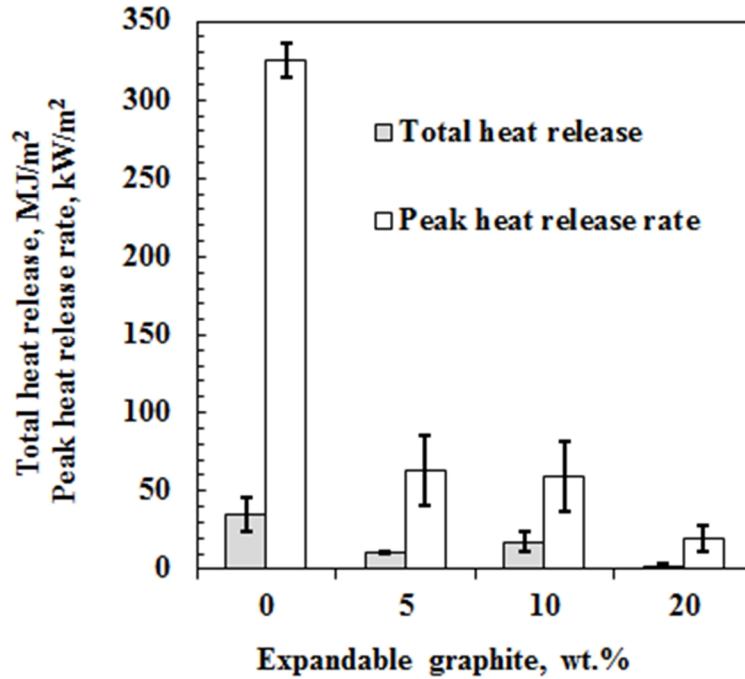 Total heat release, MJ/m²
Peak heat release rate, kW/m²
350
300
250
200
150
100
50
0
Total heat release
Peak heat release rate
0 5 10 20
Expandable graphite, wt.%